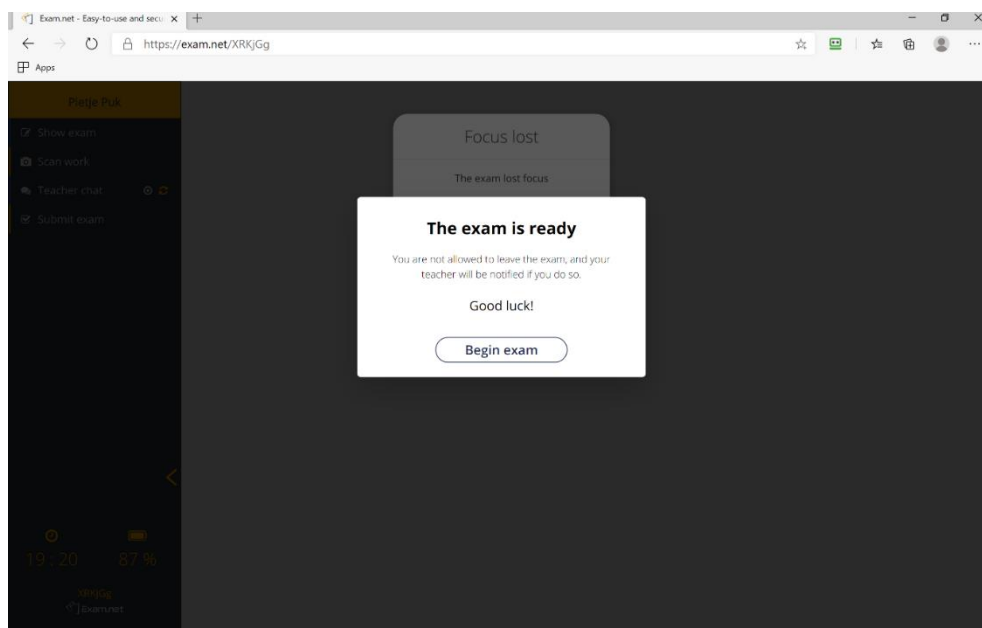 Exam.net - Easy-to-use and secu
https://exam.net/XRKjGg
Apps
Pietje Puk
Show exam
Scan work
Teacher chat
Submit exam
Focus lost
The exam lost focus
The exam is ready
You are not allowed to leave the exam, and your
teacher will be notified if you do so.
Good luck!
Begin exam
19:20 87 %
XRKjGg
Exam.net